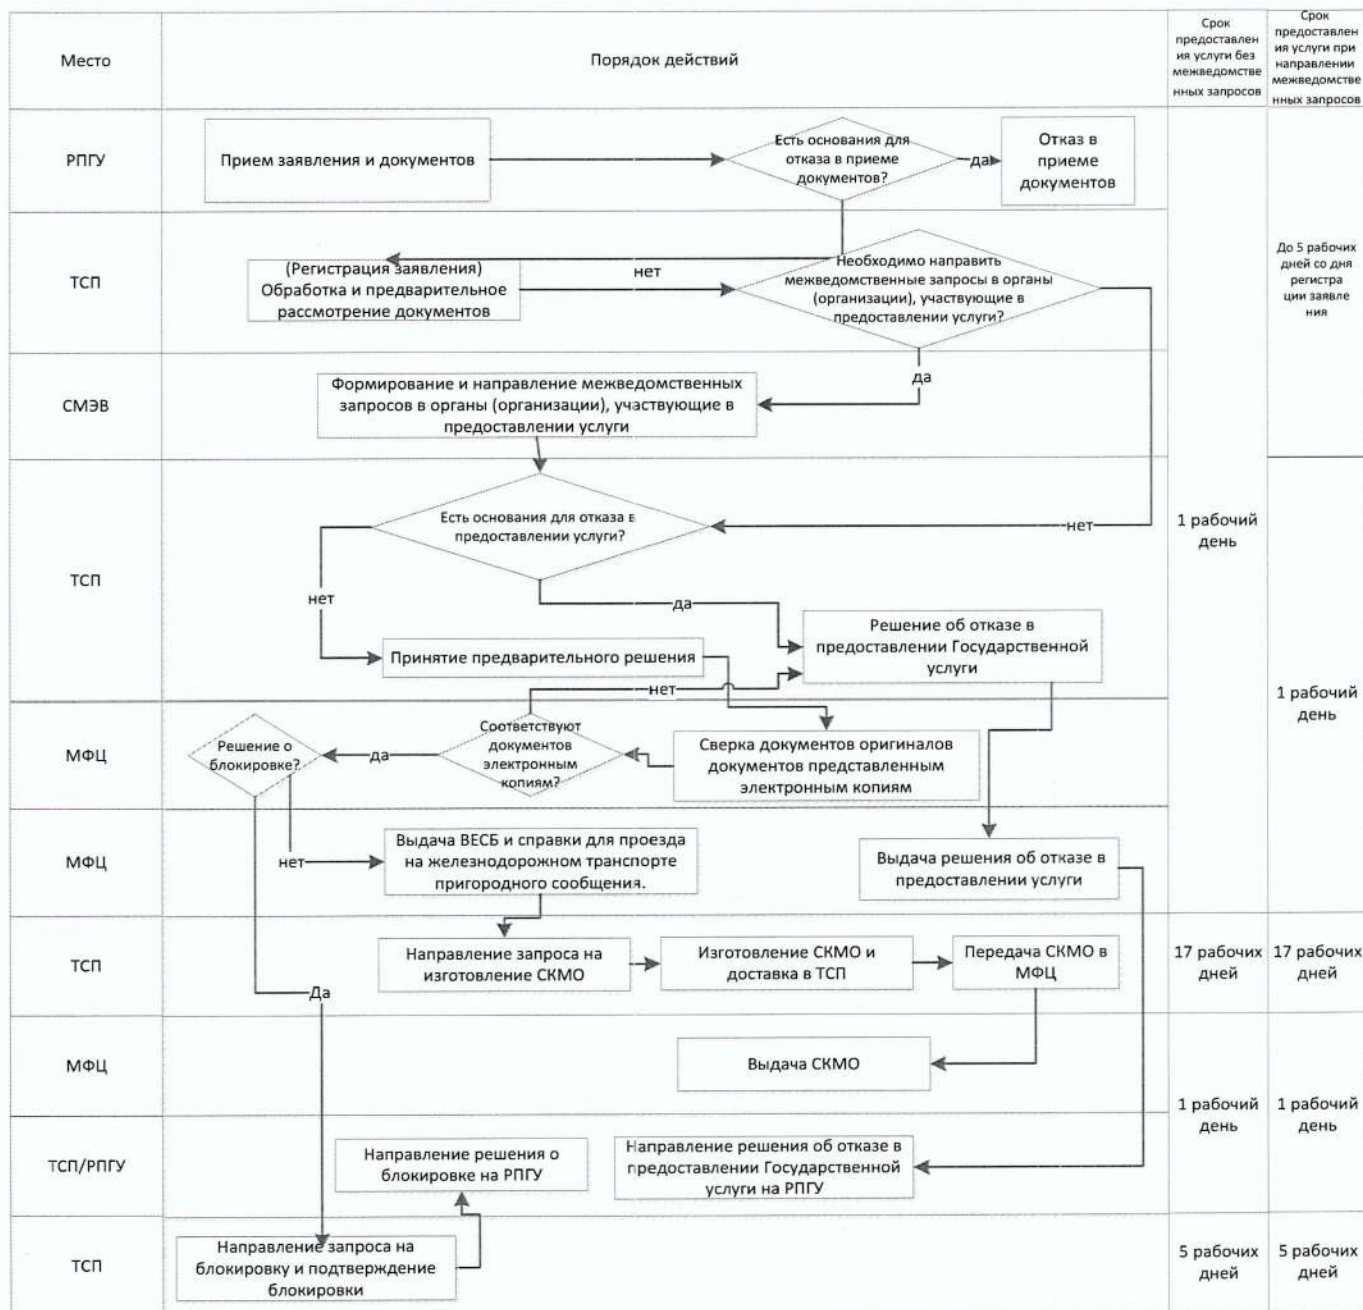 Место
Порядок действий
Срок
предоставлен
ия услуги без
межведомстве
нных запросов
Срок
предоставлен
ия услуги при
направлении
межведомстве
нных запросов
РПГУ
Прием заявления и документов
Есть основания для
отказа в приеме
документов?
да
Отказ в
приеме
документов
ТСП
(Регистрация заявления)
Обработка и предварительное
рассмотрение документов
нет
Необходимо направить
межведомственные запросы в органы
(организации), участвующие в
предоставлении услуги?
До 5 рабочих
дней со дня
регистра
ции заявле
ния
СМЭВ
Формирование и направление межведомственных
запросов в органы (организации), участвующие в
предоставлении услуги
да
ТСП
Есть основания для отказа в
предоставлении услуги?
нет
1 рабочий
день
нет
да
Принятие предварительного решения
Решение об отказе в
предоставлении Государственной
услуги
нет
1 рабочий
день
МФЦ
Решение о
блокировке?
да
Соответствуют
документов
электронным
копиям?
Сверка документов оригиналов
документов представленным
электронным копиям
МФЦ
нет
Выдача ВЕСБ и справки для проезда
на железнодорожном транспорте
пригородного сообщения.
Выдача решения об отказе в
предоставлении услуги
ТСП
Направление запроса на
изготовление СКМО
Изготовление СКМО и
доставка в ТСП
Передача СКМО в
МФЦ
17 рабочих
дней
17 рабочих
дней
Да
МФЦ
Выдача СКМО
1 рабочий
день
1 рабочий
день
ТСП/РПГУ
Направление решения о
блокировке на РПГУ
Направление решения об отказе в
предоставлении Государственной
услуги на РПГУ
ТСП
Направление запроса на
блокировку и подтверждение
блокировки
5 рабочих
дней
5 рабочих
дней